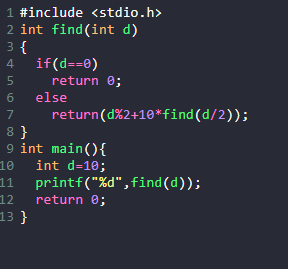 1 #include <stdio.h>
2 int find(int d)
3 {
4   if(d==0)
5     return 0;
6   else
7     return(d%2+10*find(d/2));
8 }
9 int main(){
10   int d=10;
11   printf("%d",find(d));
12   return 0;
13 }